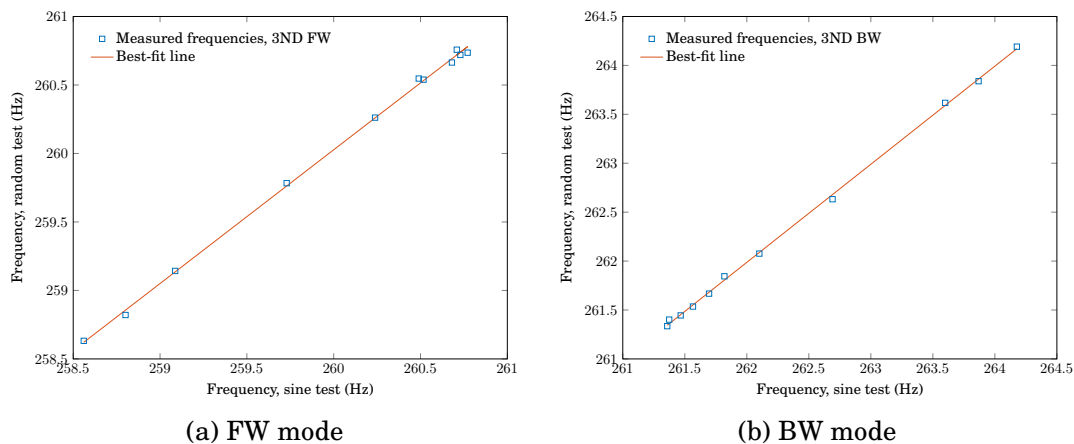 261
260.5
260
259.5
259
258.5
Frequency, random test (Hz)
Measured frequencies, 3ND FW
Best-fit line
258.5 259 259.5 260 260.5 261
Frequency, sine test (Hz)
(a) FW mode
264.5
264
263.5
263
262.5
262
261.5
261
Frequency, random test (Hz)
Measured frequencies, 3ND BW
Best-fit line
261 261.5 262 262.5 263 263.5 264 264.5
Frequency, sine test (Hz)
(b) BW mode